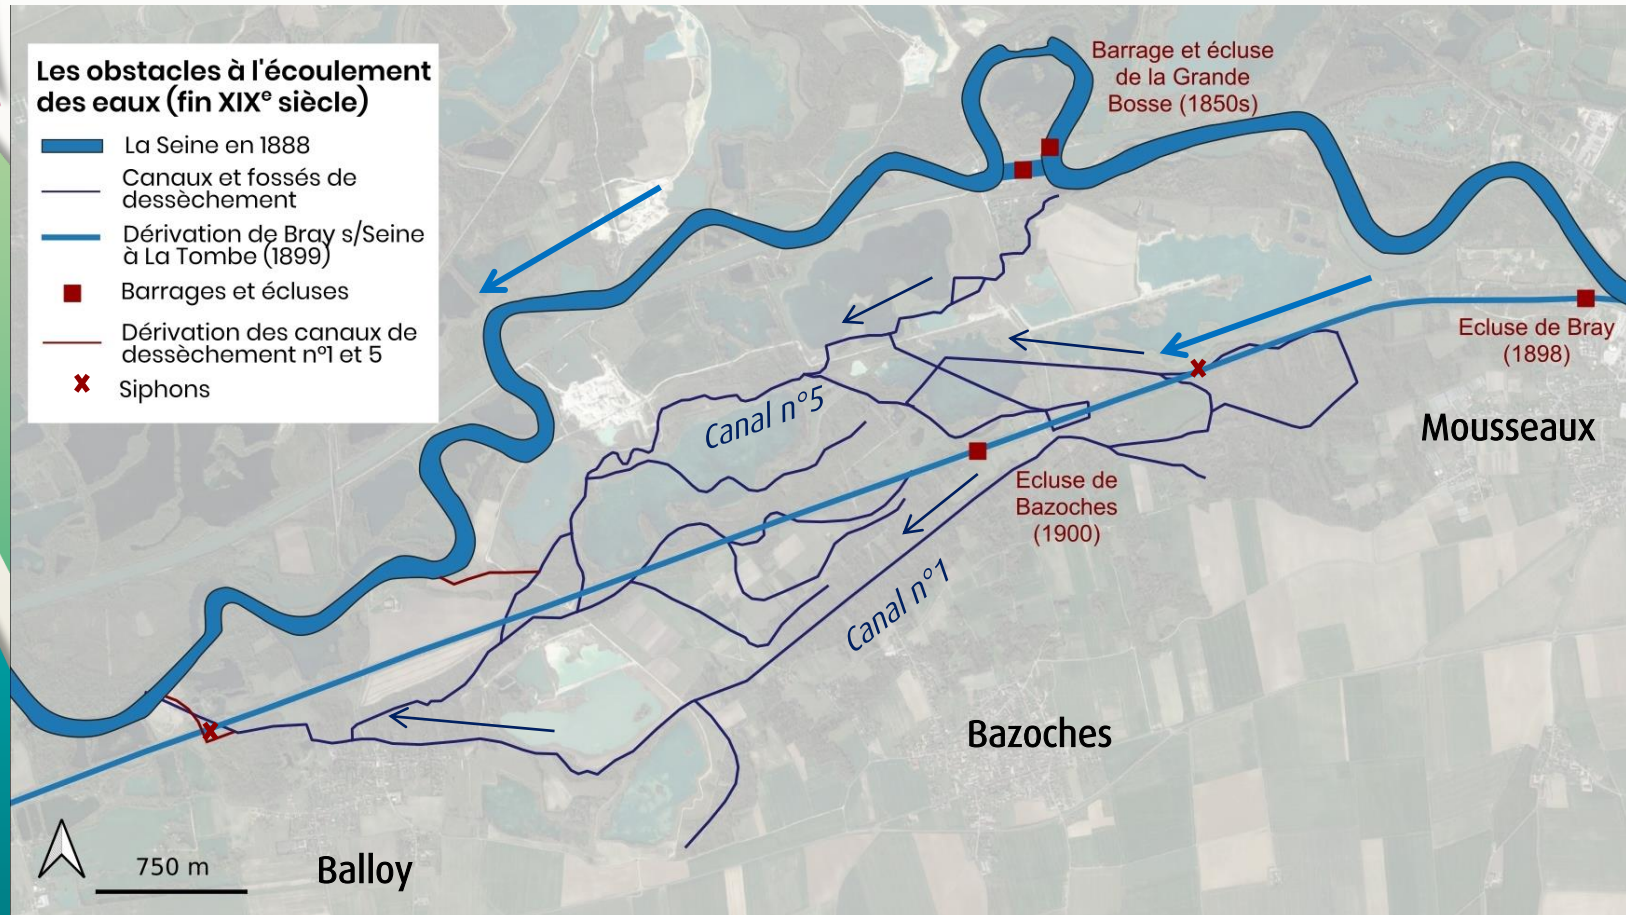 Les obstacles à l'écoulement
des eaux (fin XIXᵉ siècle)
La Seine en 1888
Canaux et fossés de
dessèchement
Dérivation de Bray s/Seine
à La Tombe (1899)
Barrages et écluses
Dérivation des canaux de
dessèchement n°1 et 5
Siphons
Barrage et écluse
de la Grande
Bosse (1850s)
Ecluse de Bray
(1898)
Mousseaux
Canal n°5
Ecluse de
Bazoches
(1900)
Canal n°1
Bazoches
Balloy
750 m